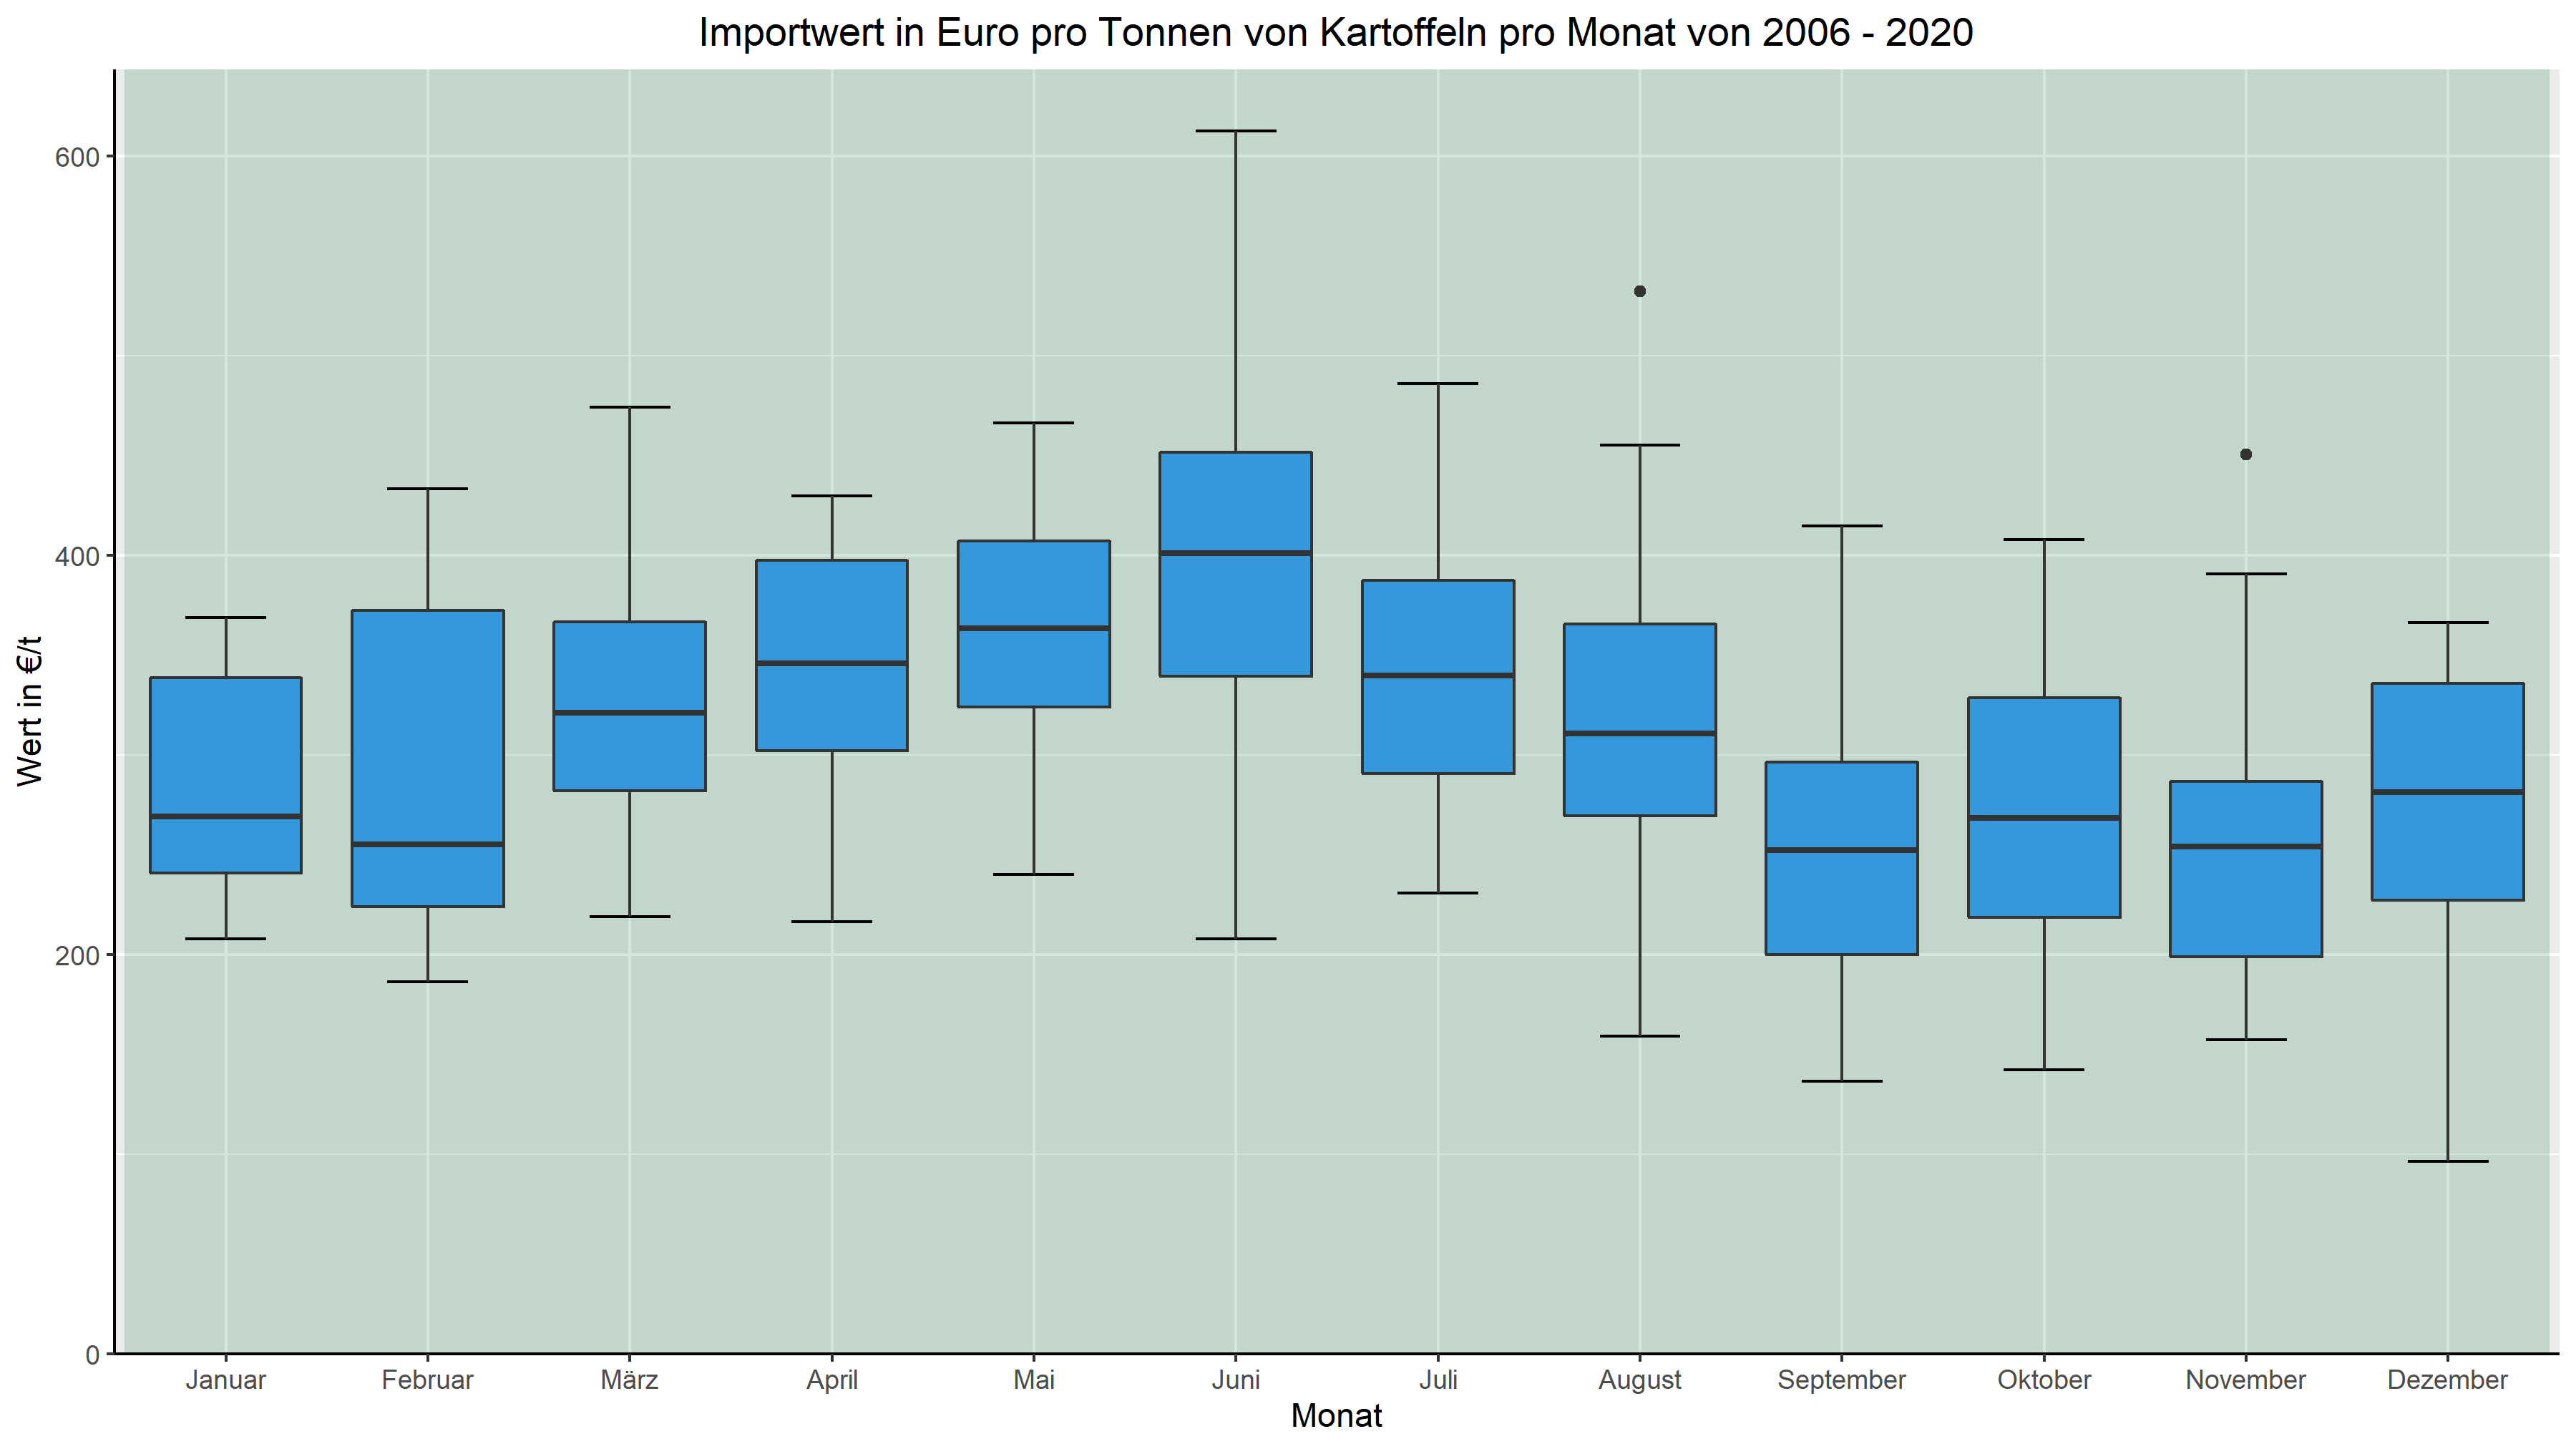 Importwert in Euro pro Tonnen von Kartoffeln pro Monat von 2006 - 2020
600
400
200
0
Wert in €/t
Januar Februar März April Mai Juni Juli August September Oktober November Dezember
Monat